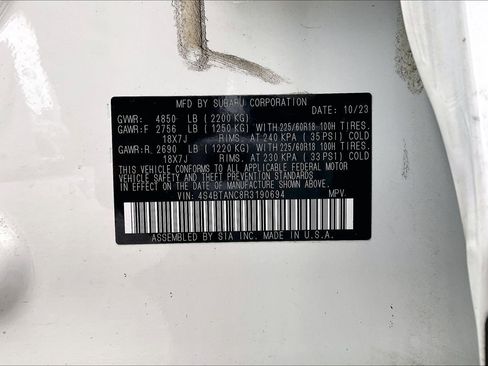 MFD BY SUBARU CORPORATION
DATE: 10/23
GVWR: 4850 LB (2200 KG)
GAWR:F 2756 LB (1250 KG) WITH 225/60R18 100H TIRES.
18X7J RIMS. AT 240 KPA ( 35 PSI) COLD
GAWR:R. 2690 LB (1220 KG) WITH 225/60R18 100H TIRES.
18X7J RIMS. AT 230 KPA ( 33 PSI) COLD
THIS VEHICLE CONFORMS TO ALL APPLICABLE FEDERAL MOTOR
VEHICLE SAFETY AND THEFT PREVENTION STANDARDS
IN EFFECT ON THE DATE OF MANUFACTURE SHOWN ABOVE.
VIN: 4S4BTANC8R3190694 MPV.
ASSEMBLED BY SIA INC. MADE IN U.S.A.